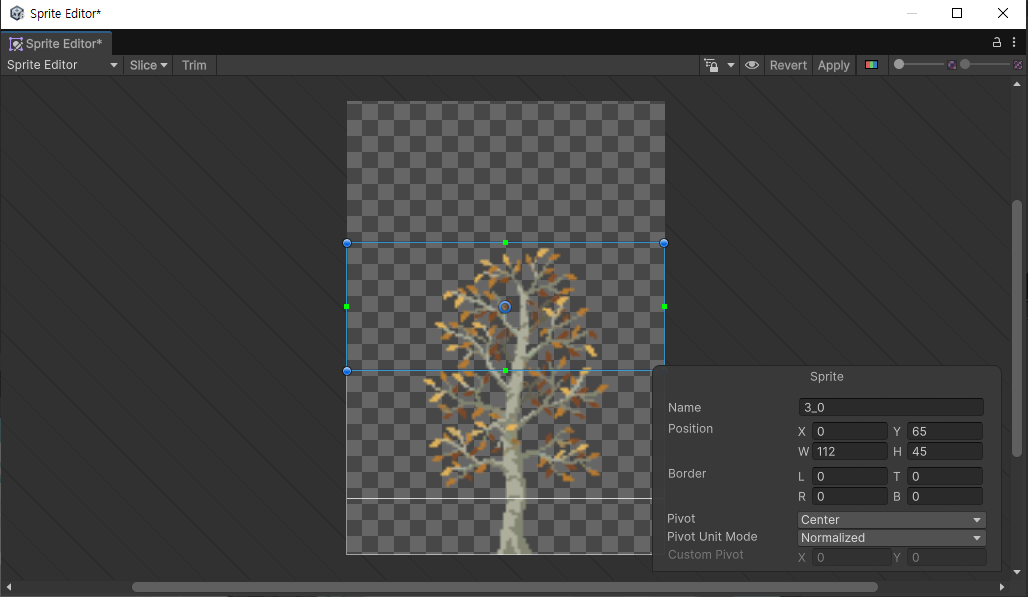 Sprite Editor*
Sprite Editor*
Sprite Editor Slice Trim Revert Apply
Sprite
Name 3_0
Position X 0 Y 65
W 112 H 45
Border L 0 T 0
R 0 B 0
Pivot Center
Pivot Unit Mode Normalized
Custom Pivot X 0 Y 0